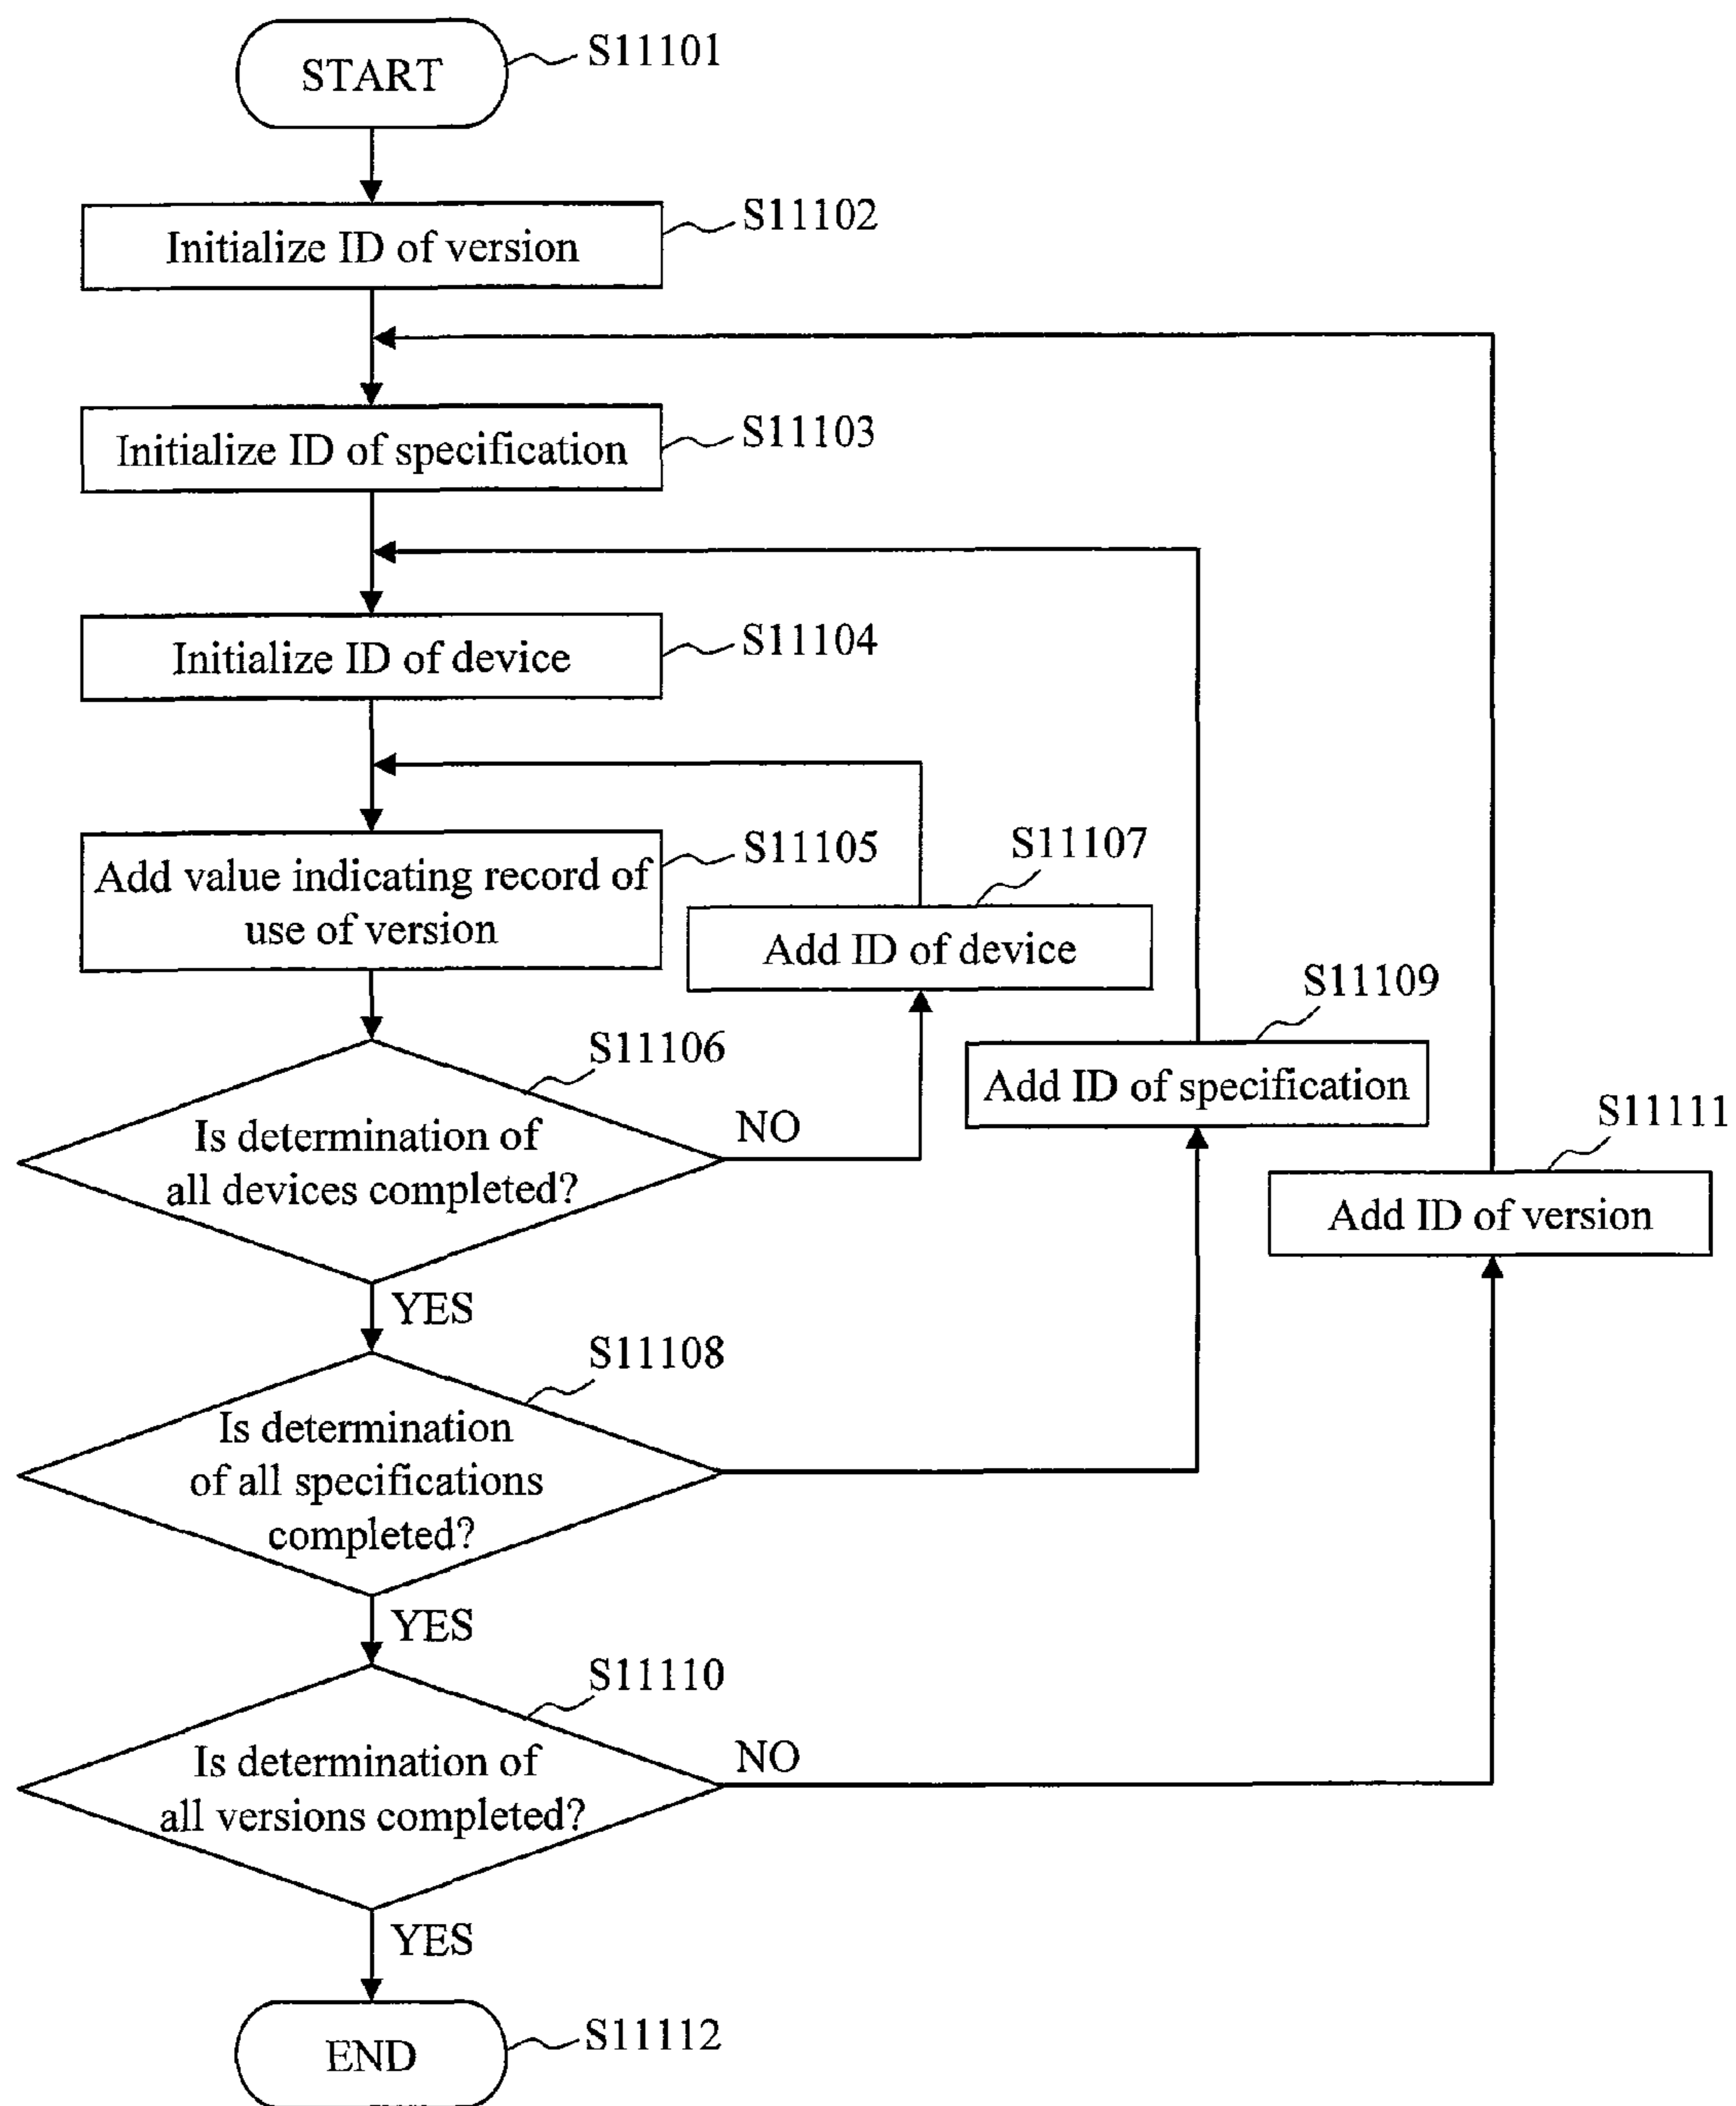 START
S11101
Initialize ID of version
S11102
Initialize ID of specification
S11103
Initialize ID of device
S11104
Add value indicating record of
use of version
S11105
S11107
Add ID of device
S11109
Add ID of specification
S11111
Add ID of version
S11106
Is determination of
all devices completed?
NO
YES
S11108
Is determination
of all specifications
completed?
YES
S11110
Is determination of
all versions completed?
NO
YES
END
S11112